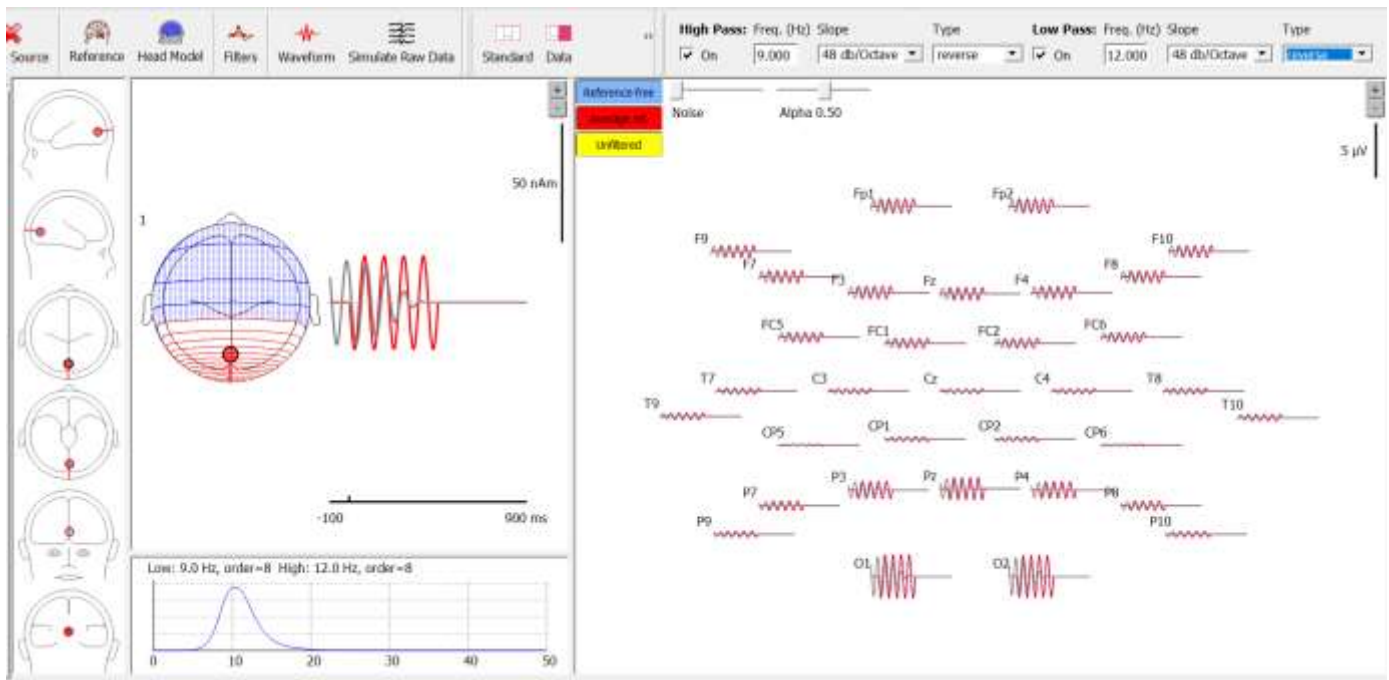 High Pass: Freq. (Hz) Slope Type Low Pass: Freq. (Hz) Slope Type
On 9.000 48 db/Octave reverse On 12.000 48 db/Octave reverse
Source Reference Head Model Filters Waveform Simulate Raw Data Standard Data
Reference-free
Average ref.
Unfiltered
Noise Alpha 0.50
5 µV
50 nAm
1
-100 900 ms
Low: 9.0 Hz, order=8 High: 12.0 Hz, order=8
0 10 20 30 40 50
Fp1 Fp2
F9 F10
F7 F3 Fz F4 F8
FC5 FC1 FC2 FC6
T7 C3 Cz C4 T8
T9 T10
CP5 CP1 CP2 CP6
P7 P3 Pz P4 P8
P9 P10
O1 O2